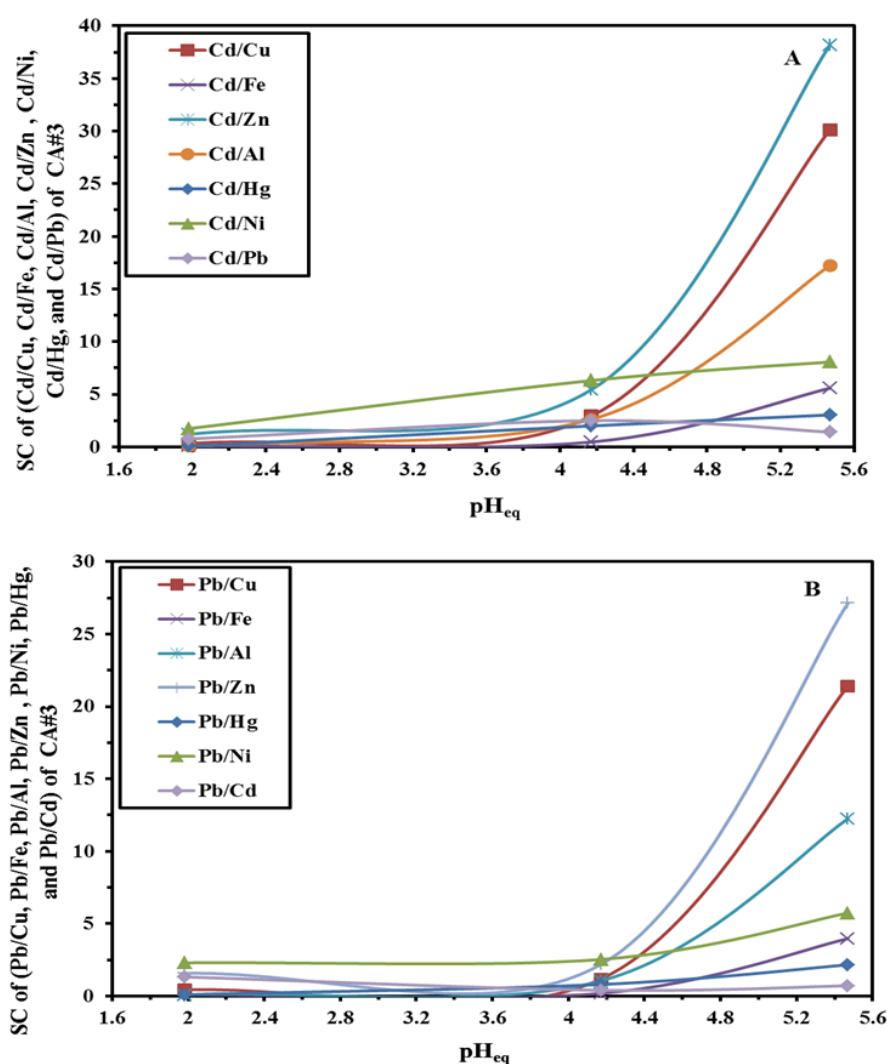 SC of (Cd/Cu, Cd/Fe, Cd/Al, Cd/Zn , Cd/Ni,
Cd/Hg, and Cd/Pb) of CA#3
40
35
30
25
20
15
10
5
0
Cd/Cu
Cd/Fe
Cd/Zn
Cd/Al
Cd/Hg
Cd/Ni
Cd/Pb
A
1.6 2 2.4 2.8 3.2 3.6 4 4.4 4.8 5.2 5.6
pHeq
SC of (Pb/Cu, Pb/Fe, Pb/Al, Pb/Zn , Pb/Ni, Pb/Hg,
and Pb/Cd) of CA#3
30
25
20
15
10
5
0
Pb/Cu
Pb/Fe
Pb/Al
Pb/Zn
Pb/Hg
Pb/Ni
Pb/Cd
B
1.6 2 2.4 2.8 3.2 3.6 4 4.4 4.8 5.2 5.6
pHeq